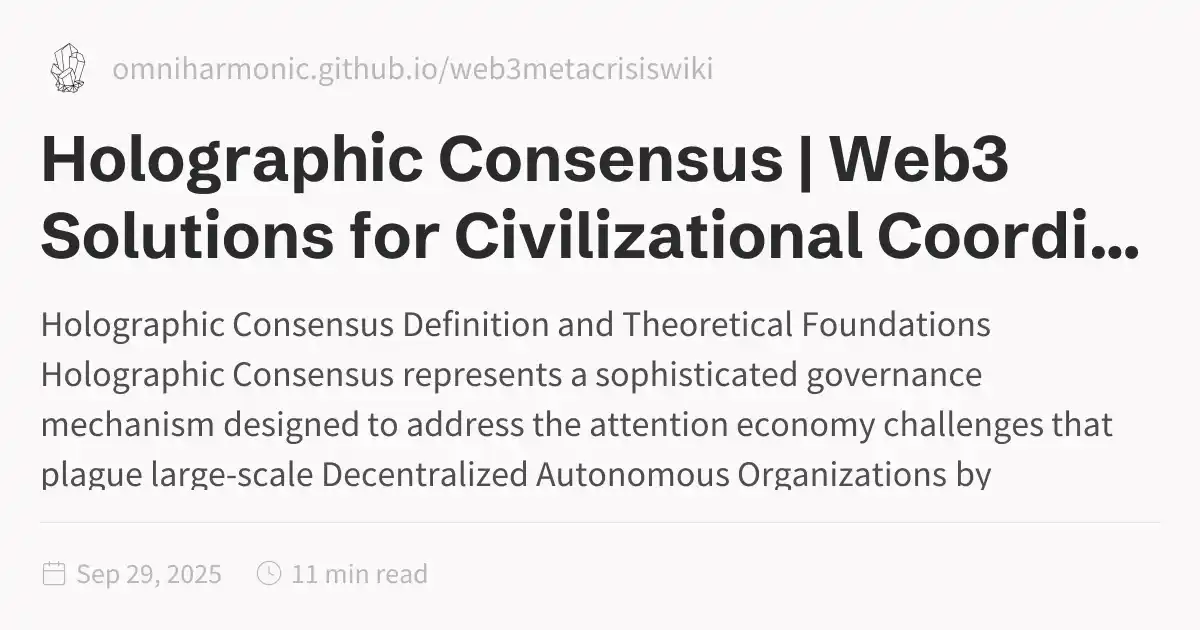 omniharmonic.github.io/web3metacrisiswiki
Holographic Consensus | Web3
Solutions for Civilizational Coordi...
Holographic Consensus Definition and Theoretical Foundations
Holographic Consensus represents a sophisticated governance
mechanism designed to address the attention economy challenges that
plague large-scale Decentralized Autonomous Organizations by
Sep 29, 2025 11 min read